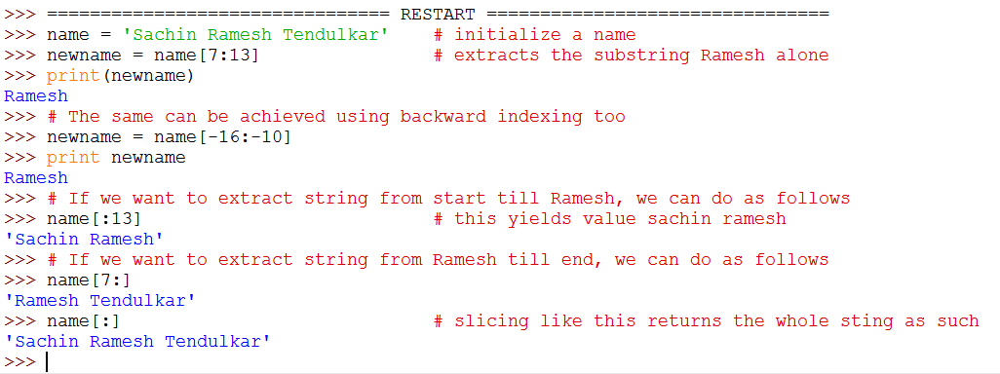 >>> ================================ RESTART ================================
>>> name = 'Sachin Ramesh Tendulkar'    # initialize a name
>>> newname = name[7:13]                # extracts the substring Ramesh alone
>>> print(newname)
Ramesh
>>> # The same can be achieved using backward indexing too
>>> newname = name[-16:-10]
>>> print newname
Ramesh
>>> # If we want to extract string from start till Ramesh, we can do as follows
>>> name[:13]                           # this yields value sachin ramesh
'Sachin Ramesh'
>>> # If we want to extract string from Ramesh till end, we can do as follows
>>> name[7:]
'Ramesh Tendulkar'
>>> name[:]                             # slicing like this returns the whole sting as such
'Sachin Ramesh Tendulkar'
>>>